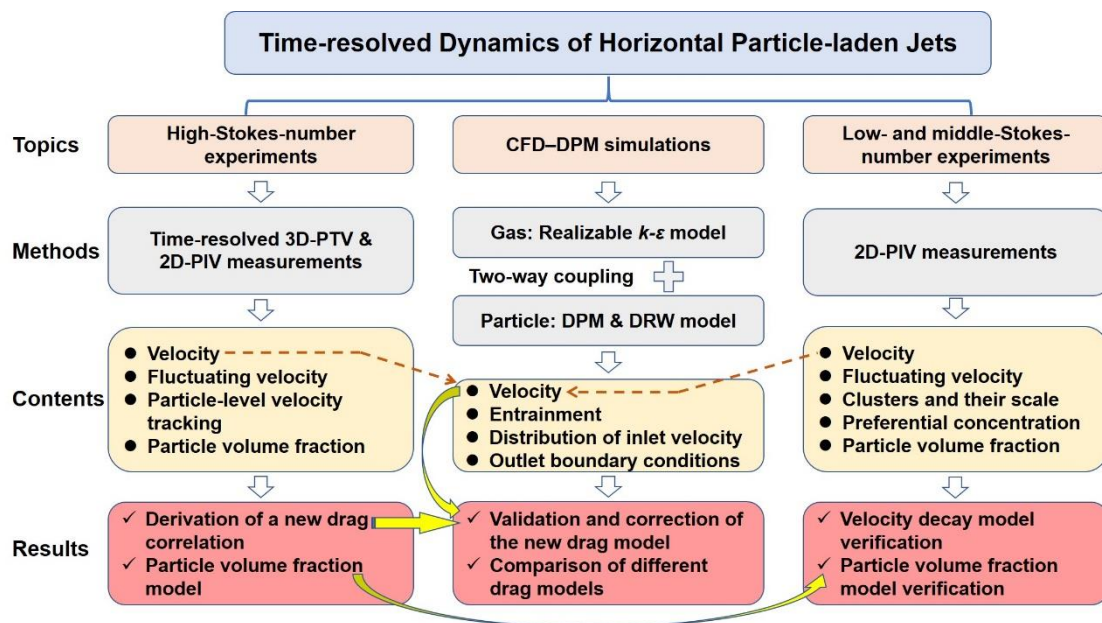 Time-resolved Dynamics of Horizontal Particle-laden Jets
Topics
High-Stokes-number
experiments
CFD–DPM simulations
Low- and middle-Stokes-
number experiments
Methods
Time-resolved 3D-PTV &
2D-PIV measurements
Gas: Realizable k-ε model
Two-way coupling
Particle: DPM & DRW model
2D-PIV measurements
Contents
● Velocity
● Fluctuating velocity
● Particle-level velocity
tracking
● Particle volume fraction
● Velocity
● Entrainment
● Distribution of inlet velocity
● Outlet boundary conditions
● Velocity
● Fluctuating velocity
● Clusters and their scale
● Preferential concentration
● Particle volume fraction
Results
✓ Derivation of a new drag
correlation
✓ Particle volume fraction
model
✓ Validation and correction of
the new drag model
✓ Comparison of different
drag models
✓ Velocity decay model
verification
✓ Particle volume fraction
model verification